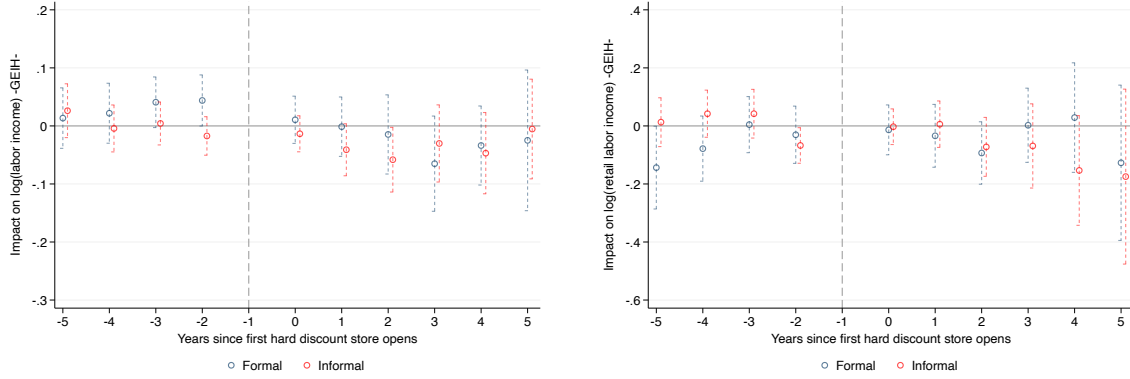 Impact on log(labor income) -GEIH-
.2
.1
0
-.1
-.2
-.3
-5 -4 -3 -2 -1 0 1 2 3 4 5
Years since first hard discount store opens
Formal Informal
Impact on log(retail labor income) -GEIH-
.4
.2
0
-.2
-.4
-.6
-5 -4 -3 -2 -1 0 1 2 3 4 5
Years since first hard discount store opens
Formal Informal